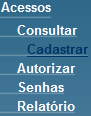 Acessos
Consultar
Cadastrar
Autorizar
Senhas
Relatório